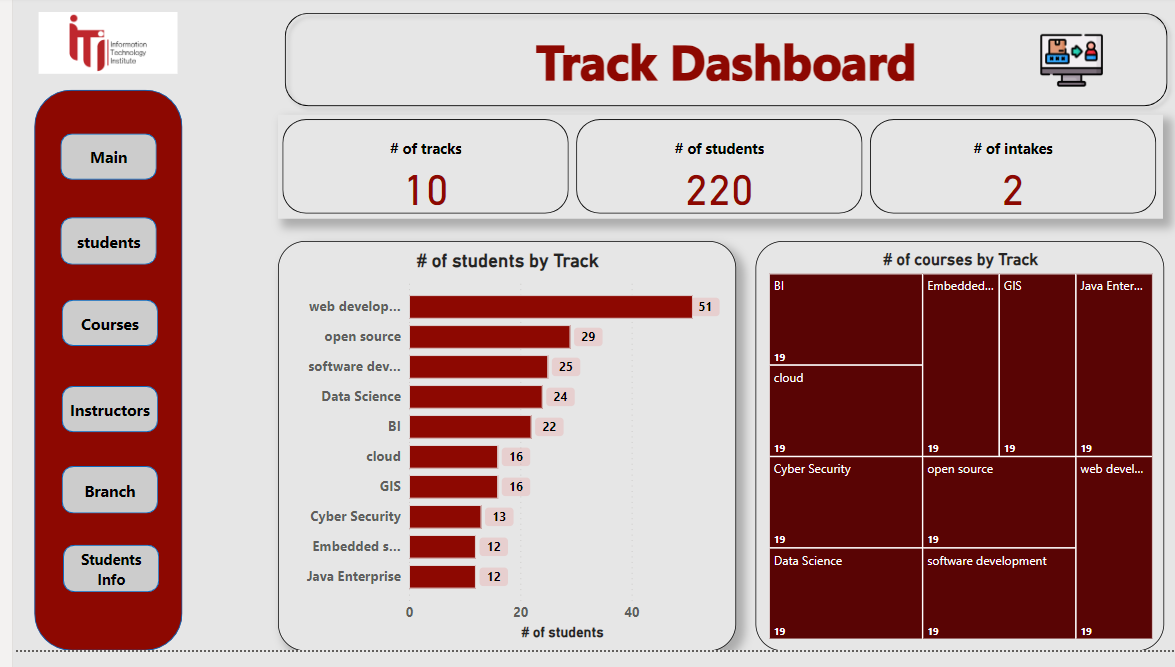 iTi
Information
Technology
Institute
Track Dashboard
Main
students
Courses
Instructors
Branch
Students
Info
# of tracks
10
# of students
220
# of intakes
2
# of students by Track
web develop... 51
open source 29
software dev... 25
Data Science 24
BI 22
cloud 16
GIS 16
Cyber Security 13
Embedded s... 12
Java Enterprise 12
0 20 40
# of students
# of courses by Track
BI
19
cloud
19
Cyber Security
19
Data Science
19
Embedded...
19
GIS
19
Java Enter...
19
open source
19
software development
19
web devel...
19